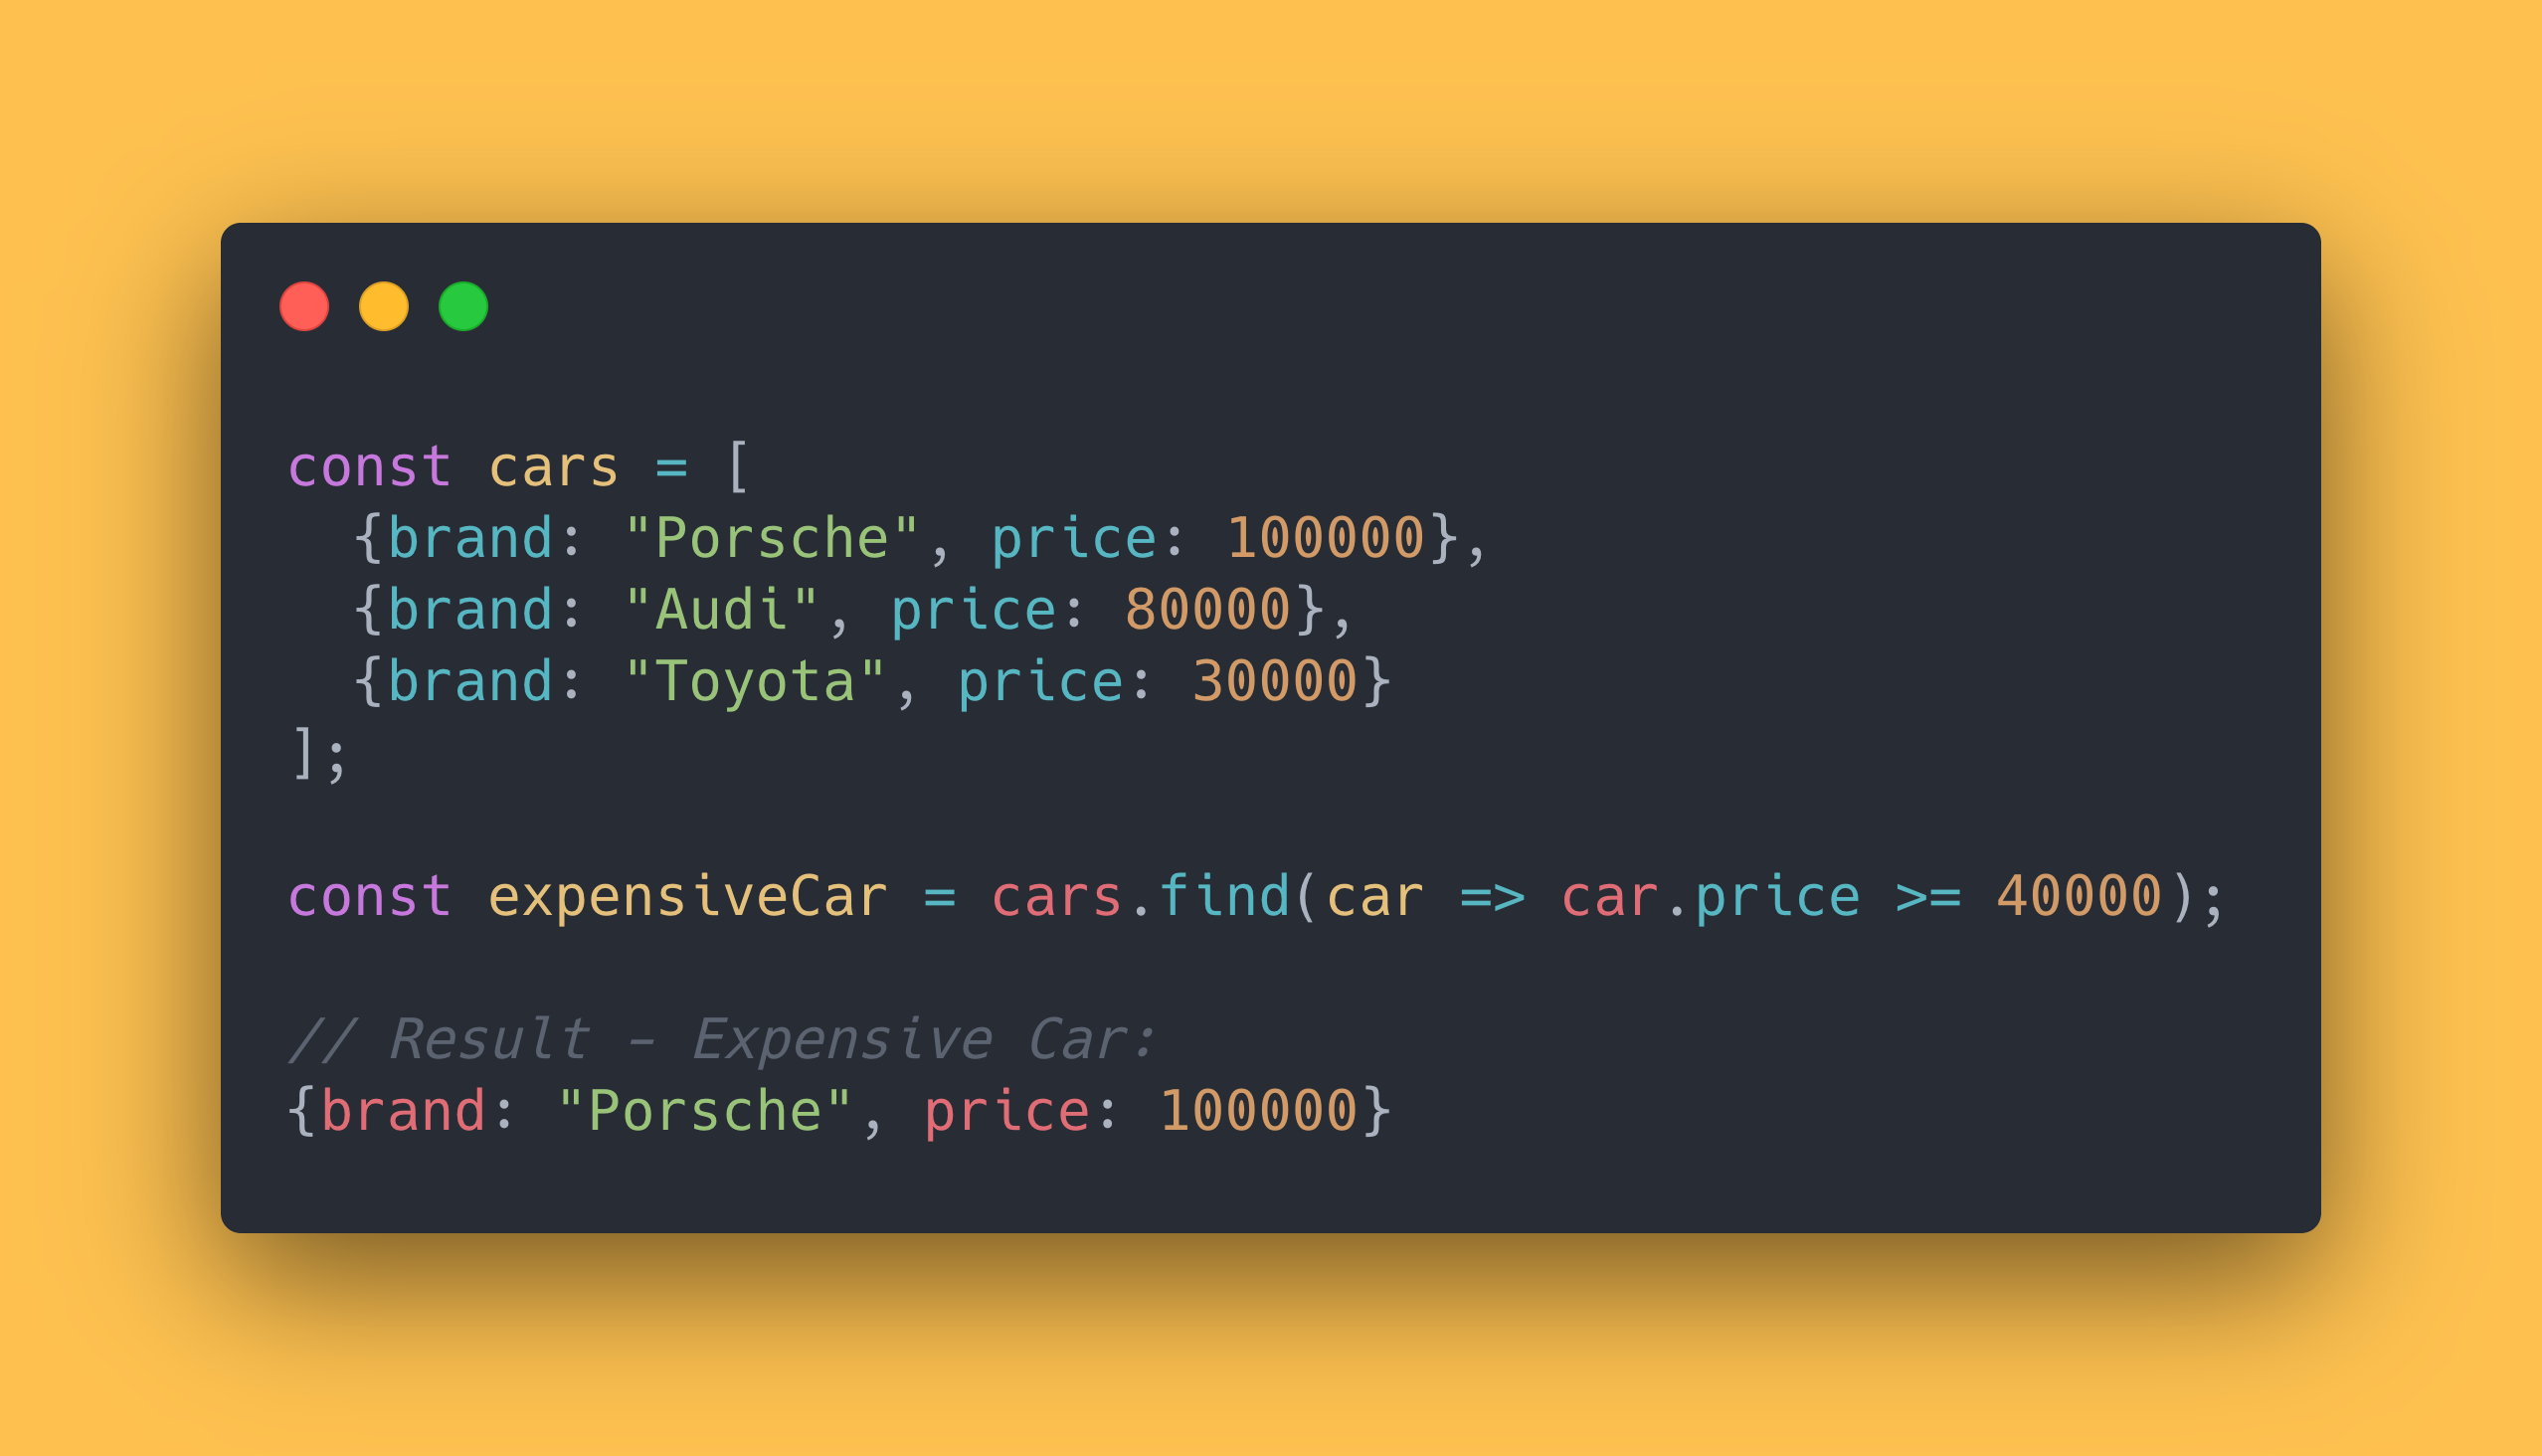 const cars = [
  {brand: "Porsche", price: 100000},
  {brand: "Audi", price: 80000},
  {brand: "Toyota", price: 30000}
];
const expensiveCar = cars.find(car => car.price >= 40000);
// Result - Expensive Car:
{brand: "Porsche", price: 100000}